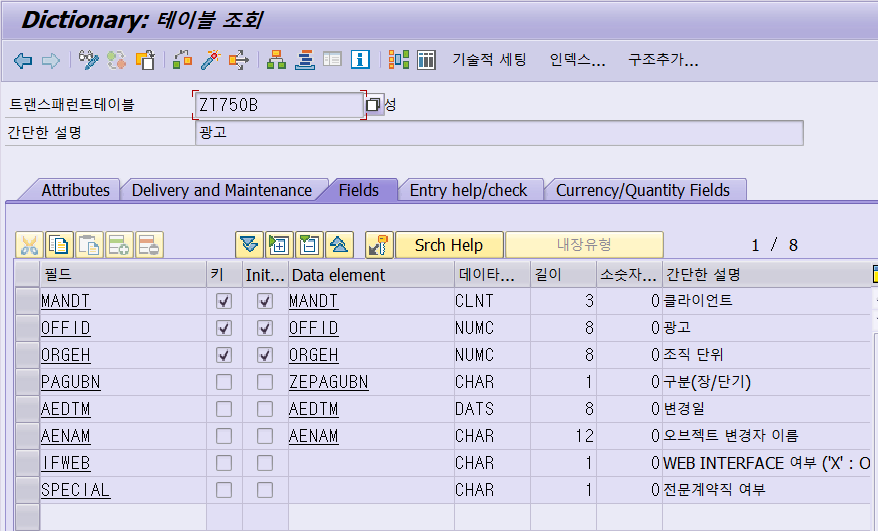 Dictionary: 테이블 조회
기술적 세팅 인덱스... 구조추가...
트랜스패런트테이블 ZT750B 성
간단한 설명 광고
Attributes Delivery and Maintenance Fields Entry help/check Currency/Quantity Fields
Srch Help 내장유형 1 / 8
필드 키 Init... Data element 데이타... 길이 소숫자... 간단한 설명
MANDT MANDT CLNT 3 0 클라이언트
OFFID OFFID NUMC 8 0 광고
ORGEH ORGEH NUMC 8 0 조직 단위
PAGUBN ZEPAGUBN CHAR 1 0 구분(장/단기)
AEDTM AEDTM DATS 8 0 변경일
AENAM AENAM CHAR 12 0 오브젝트 변경자 이름
IFWEB CHAR 1 0 WEB INTERFACE 여부 ('X' : O
SPECIAL CHAR 1 0 전문계약직 여부